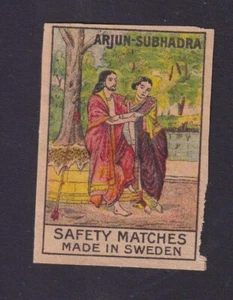 ARJUN-SUBHADRA
SAFETY MATCHES
MADE IN SWEDEN